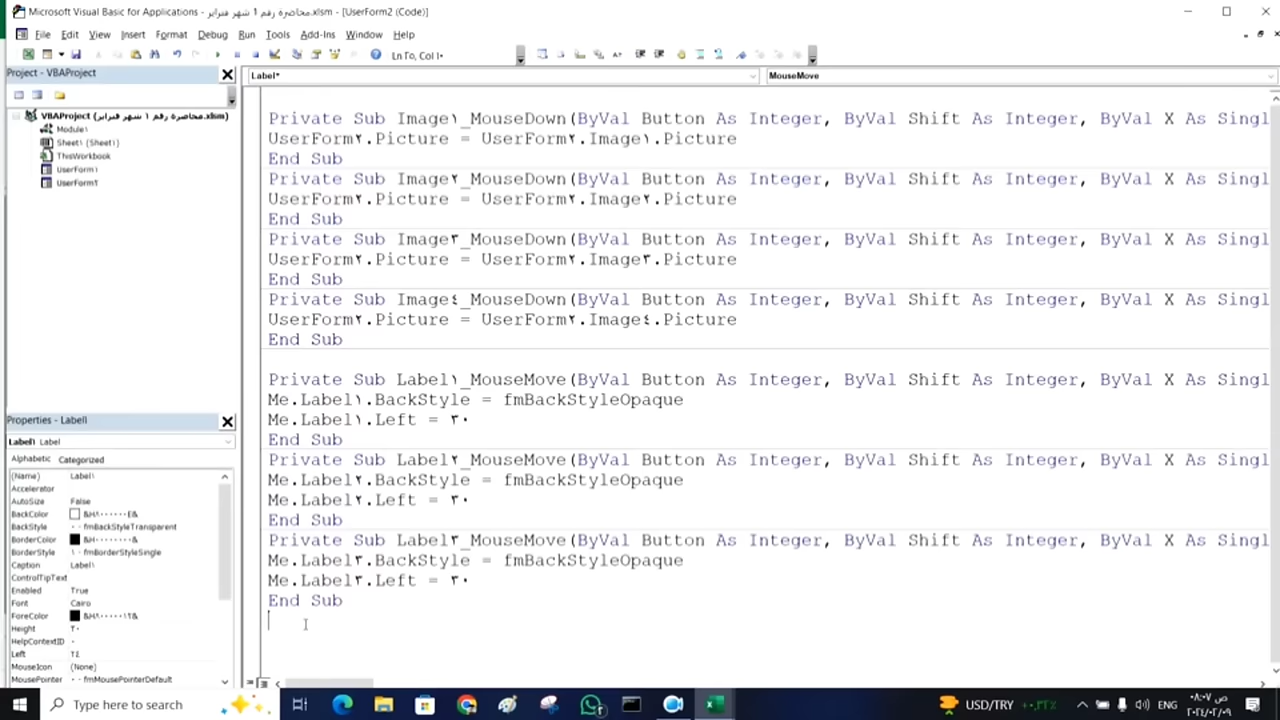 Microsoft Visual Basic for Applications - محاضرة رقم 1 شهر فبراير.xlsm - [UserForm2 (Code)]
File Edit View Insert Format Debug Run Tools Add-Ins Window Help
Ln ٦٥, Col ١
Project - VBAProject
Label١
MouseMove
VBAProject (محاضرة رقم ١ شهر فبراير.xlsm)
Module١
Sheet١ (Sheet١)
ThisWorkbook
UserForm١
UserForm٢
Private Sub Image١_MouseDown(ByVal Button As Integer, ByVal Shift As Integer, ByVal X As Singl
UserForm٢.Picture = UserForm٢.Image١.Picture
End Sub
Private Sub Image٢_MouseDown(ByVal Button As Integer, ByVal Shift As Integer, ByVal X As Singl
UserForm٢.Picture = UserForm٢.Image٢.Picture
End Sub
Private Sub Image٣_MouseDown(ByVal Button As Integer, ByVal Shift As Integer, ByVal X As Singl
UserForm٢.Picture = UserForm٢.Image٣.Picture
End Sub
Private Sub Image٤_MouseDown(ByVal Button As Integer, ByVal Shift As Integer, ByVal X As Singl
UserForm٢.Picture = UserForm٢.Image٤.Picture
End Sub
Private Sub Label١_MouseMove(ByVal Button As Integer, ByVal Shift As Integer, ByVal X As Singl
Me.Label١.BackStyle = fmBackStyleOpaque
Me.Label١.Left = ٣٠
End Sub
Private Sub Label٢_MouseMove(ByVal Button As Integer, ByVal Shift As Integer, ByVal X As Singl
Me.Label٢.BackStyle = fmBackStyleOpaque
Me.Label٢.Left = ٣٠
End Sub
Private Sub Label٣_MouseMove(ByVal Button As Integer, ByVal Shift As Integer, ByVal X As Singl
Me.Label٣.BackStyle = fmBackStyleOpaque
Me.Label٣.Left = ٣٠
End Sub
Properties - Label١
Label١ Label
Alphabetic Categorized
(Name) Label١
Accelerator
AutoSize False
BackColor
BackStyle ٠ - fmBackStyleTransparent
BorderColor
BorderStyle ١ - fmBorderStyleSingle
Caption Label١
ControlTipText
Enabled True
Font Cairo
ForeColor
Height
HelpContextID ٠
Left ٢٤
MouseIcon (None)
MousePointer ٠ - fmMousePointerDefault
Type here to search
USD/TRY
ENG
ص ٠٨:٠٧